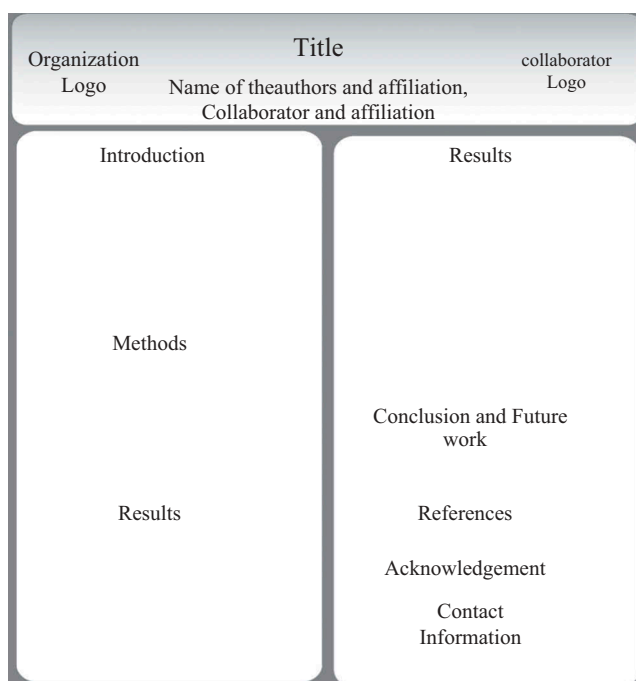 Organization
Logo
Title
Name of theauthors and affiliation,
Collaborator and affiliation
collaborator
Logo
Introduction
Methods
Results
Results
Conclusion and Future
work
References
Acknowledgement
Contact
Information